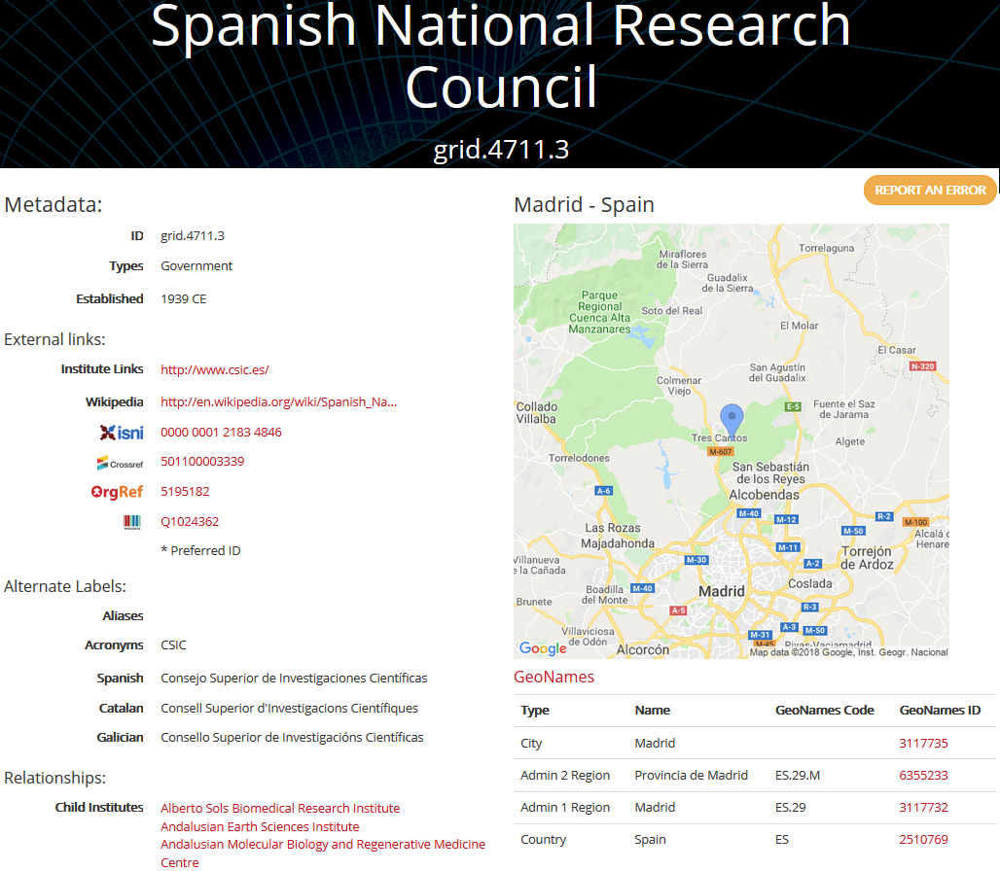 Spanish National Research
Council
grid.4711.3
REPORT AN ERROR
Metadata:
ID grid.4711.3
Types Government
Established 1939 CE
External links:
Institute Links http://www.csic.es/
Wikipedia http://en.wikipedia.org/wiki/Spanish_Na...
isni 0000 0001 2183 4846
Crossref 501100003339
OrgRef 5195182
WIKIDATA Q1024362
* Preferred ID
Alternate Labels:
Aliases
Acronyms CSIC
Spanish Consejo Superior de Investigaciones Científicas
Catalan Consell Superior d'Investigacions Científiques
Galician Consello Superior de Investigacións Científicas
Relationships:
Child Institutes Alberto Sols Biomedical Research Institute
Andalusian Earth Sciences Institute
Andalusian Molecular Biology and Regenerative Medicine
Centre
Madrid - Spain
Torrelaguna
Miraflores
de la Sierra
Guadalix
de la Sierra
Parque
Regional
Cuenca Alta
Manzanares
Soto del Real
El Molar
El Casar
N-320
San Agustín
del Guadalix
Colmenar
Viejo
Collado
Villalba
E-5
Fuente el Saz
de Jarama
Tres Cantos
M-607
Algete
Torrelodones
San Sebastián
de los Reyes
A-6
Alcobendas
M-40
M-12
R-2
M-100
Las Rozas
M-50
Alcalá d
Henare
Majadahonda
M-11
Torrejón
de Ardoz
Villanueva
de la Cañada
M-30
A-2
Boadilla
del Monte
M-40
Madrid
Coslada
Brunete
A-5
R-3
Villaviciosa
de Odón
A-3
M-50
M-31
M-45
Rivas-Vaciamadrid
Google
Alcorcón
Map data ©2018 Google, Inst. Geogr. Nacional
GeoNames
Type Name GeoNames Code GeoNames ID
City Madrid 3117735
Admin 2 Region Provincia de Madrid ES.29.M 6355233
Admin 1 Region Madrid ES.29 3117732
Country Spain ES 2510769